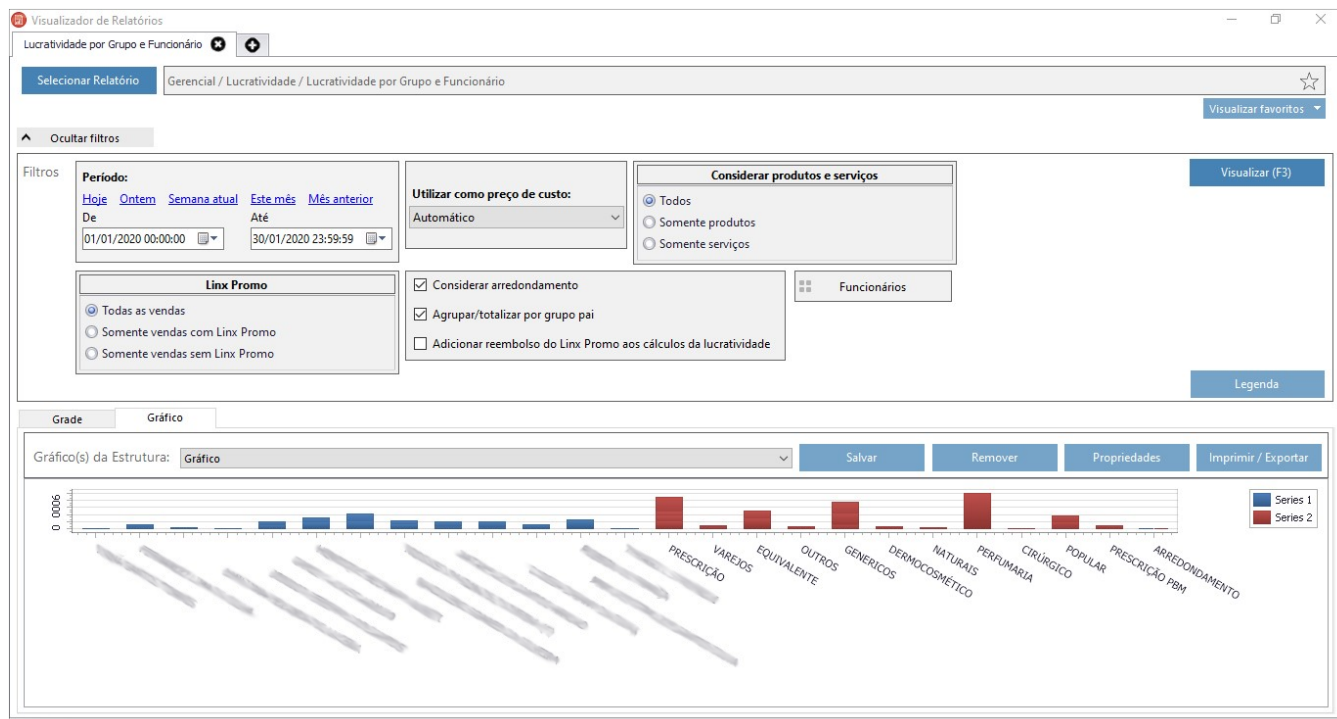 Visualizador de Relatórios
Lucratividade por Grupo e Funcionário
Selecionar Relatório
Gerencial / Lucratividade / Lucratividade por Grupo e Funcionário
Visualizar favoritos
Ocultar filtros
Filtros
Período:
Hoje Ontem Semana atual Este mês Mês anterior
De Até
01/01/2020 00:00:00 30/01/2020 23:59:59
Utilizar como preço de custo:
Automático
Considerar produtos e serviços
Todos
Somente produtos
Somente serviços
Visualizar (F3)
Linx Promo
Todas as vendas
Somente vendas com Linx Promo
Somente vendas sem Linx Promo
Considerar arredondamento
Agrupar/totalizar por grupo pai
Adicionar reembolso do Linx Promo aos cálculos da lucratividade
Funcionários
Legenda
Grade Gráfico
Gráfico(s) da Estrutura: Gráfico Salvar Remover Propriedades Imprimir / Exportar
9000
0
Series 1
Series 2
PRESCRIÇÃO
VAREJOS
EQUIVALENTE
OUTROS
GENERICOS
DERMOCOSMÉTICO
NATURAIS
PERFUMARIA
CIRÚRGICO
POPULAR
PRESCRIÇÃO PBM
ARREDONDAMENTO